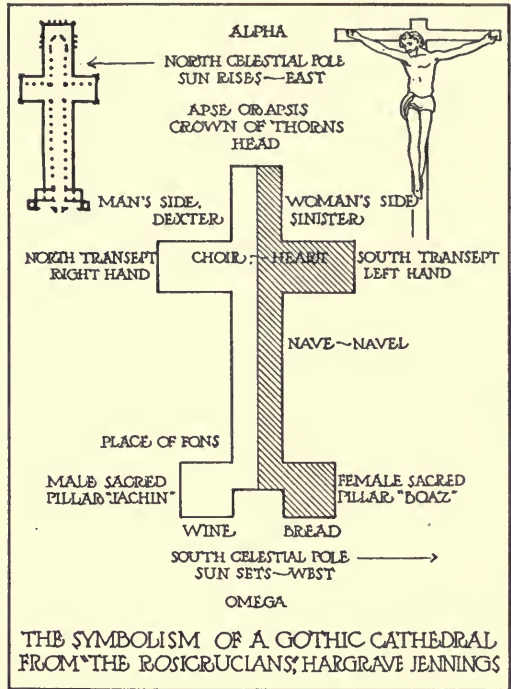 ALPHA
NORTH CELESTIAL POLE
SUN RISES~EAST
APSE OR APSIS
CROWN OF THORNS
HEAD
MAN'S SIDE,
DEXTER
WOMAN'S SIDE
SINISTER
NORTH TRANSEPT
RIGHT HAND
CHOIR~HEART
SOUTH TRANSEPT
LEFT HAND
NAVE~NAVEL
PLACE OF FONS
MALE SACRED
PILLAR "JACHIN"
FEMALE SACRED
PILLAR "BOAZ"
WINE
BREAD
SOUTH CELESTIAL POLE
SUN SETS~WEST
OMEGA
THE SYMBOLISM OF A GOTHIC CATHEDRAL
FROM "THE ROSICRUCIANS", HARGRAVE JENNINGS